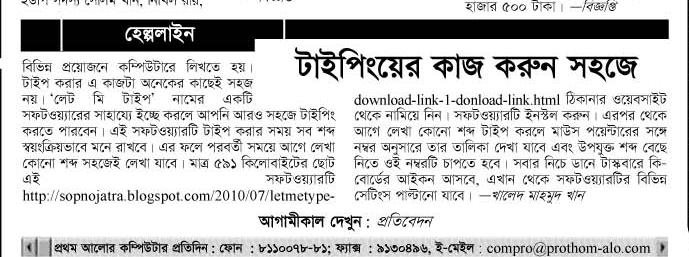 হজার ৫০০ টাকা। —বিজ্ঞপ্তি
হেল্পলাইন
টাইপিংয়ের কাজ করুন সহজে
বিভিন্ন প্রয়োজনে কম্পিউটারে লিখতে হয়।
টাইপ করার এ কাজটা অনেকের কাছেই সহজ
নয়। ‘লেট মি টাইপ’ নামের একটি
সফটওয়্যারের সাহায্যে ইচ্ছে করলে আপনি আরও সহজে টাইপিং
করতে পারবেন। এই সফটওয়্যারটি টাইপ করার সময় সব শব্দ
স্বয়ংক্রিয়ভাবে মনে রাখবে। এর ফলে পরবর্তী সময়ে আগে লেখা
কোনো শব্দ সহজেই লেখা যাবে। মাত্র ৫৯১ কিলোবাইটের ছোট
এই সফটওয়্যারটি
http://sopnojatra.blogspot.com/2010/07/letmetype-
download-link-1-donload-link.html ঠিকানার ওয়েবসাইট
থেকে নামিয়ে নিন। সফটওয়্যারটি ইনস্টল করুন। এরপর থেকে
আগে লেখা কোনো শব্দ টাইপ করলে মাউস পয়েন্টারের সঙ্গে
নম্বর অনুসারে তার তালিকা দেখা যাবে এবং উপযুক্ত শব্দ বেছে
নিতে ওই নম্বরটি চাপতে হবে। সবার নিচে ডানে টাস্কবারে কি-
বোর্ডের আইকন আসবে, এখান থেকে সফটওয়্যারটির বিভিন্ন
সেটিংস পাল্টানো যাবে। —খালেদ মাহমুদ খান
আগামীকাল দেখুন : প্রতিবেদন
প্রথম আলোর কম্পিউটার প্রতিদিন : ফোন : ৮১১০০৭৮-৮১; ফ্যাক্স : ৯১৩০৪৯৬, ই-মেইল : compro@prothom-alo.com